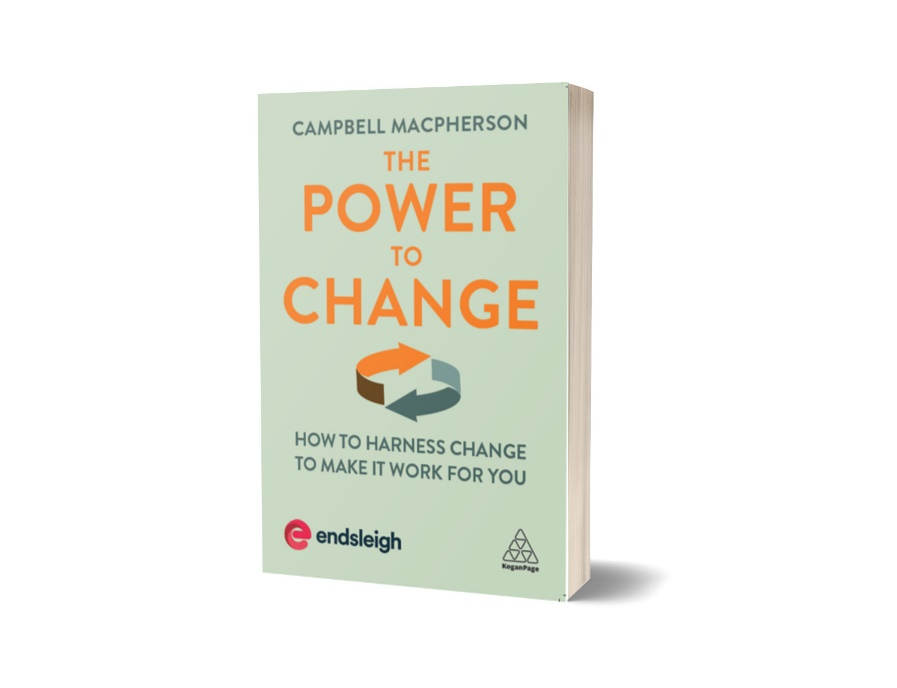 CAMPBELL MACPHERSON
THE
POWER
TO
CHANGE
HOW TO HARNESS CHANGE
TO MAKE IT WORK FOR YOU
endsleigh
KoganPage